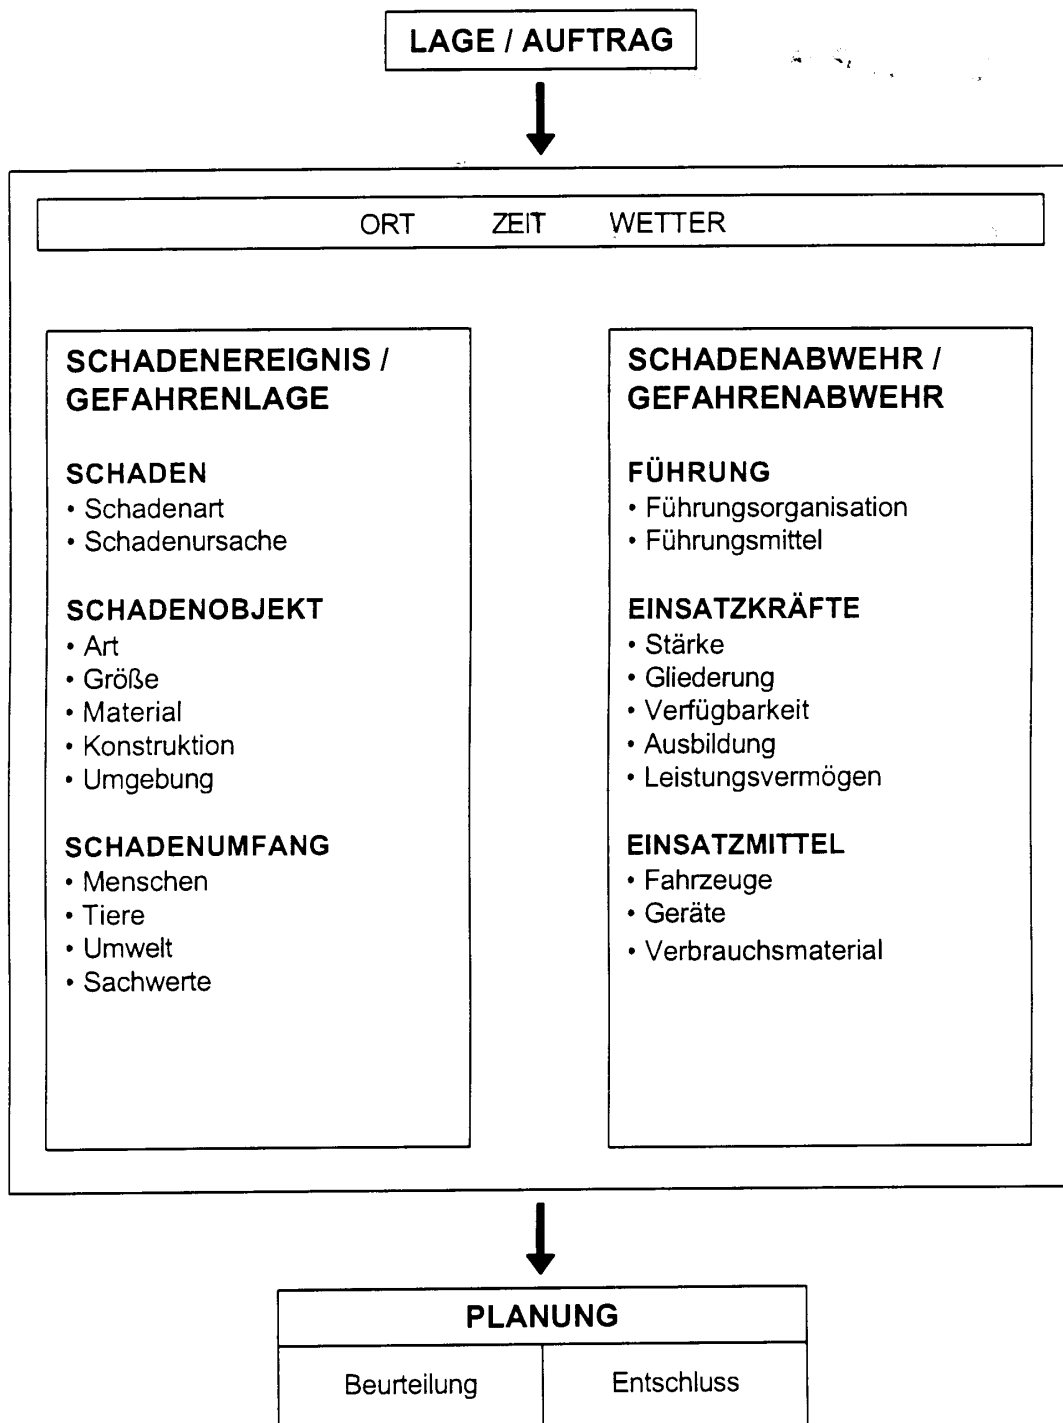 LAGE / AUFTRAG
ORT ZEIT WETTER
SCHADENEREIGNIS /
GEFAHRENLAGE
SCHADEN
• Schadenart
• Schadenursache
SCHADENOBJEKT
• Art
• Größe
• Material
• Konstruktion
• Umgebung
SCHADENUMFANG
• Menschen
• Tiere
• Umwelt
• Sachwerte
SCHADENABWEHR /
GEFAHRENABWEHR
FÜHRUNG
• Führungsorganisation
• Führungsmittel
EINSATZKRÄFTE
• Stärke
• Gliederung
• Verfügbarkeit
• Ausbildung
• Leistungsvermögen
EINSATZMITTEL
• Fahrzeuge
• Geräte
• Verbrauchsmaterial
PLANUNG
Beurteilung Entschluss